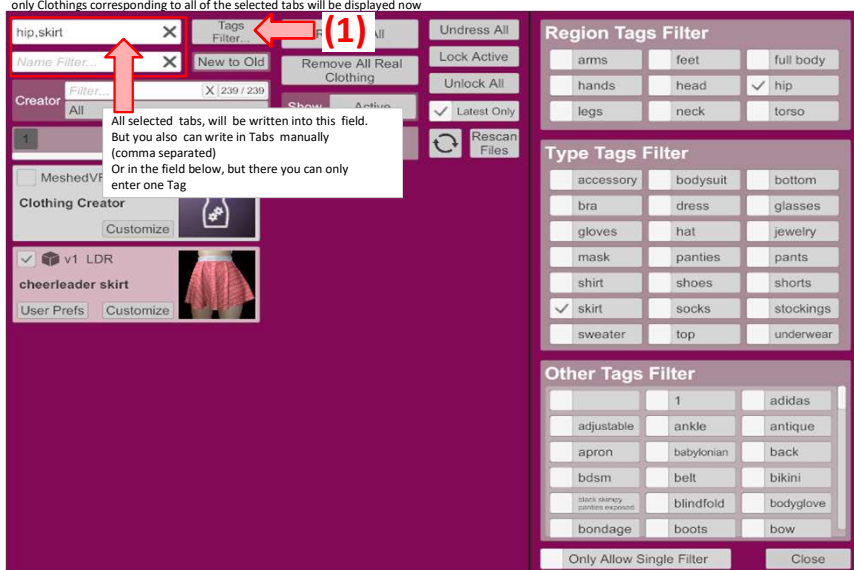 only Clothings corresponding to all of the selected tabs will be displayed now
hip,skirt
Tags
Filter...
(1)
All
Undress All
Name Filter...
New to Old
Remove All Real
Clothing
Lock Active
Unlock All
Creator
Filter...
X 239 / 239
All
Show
Active
Latest Only
All selected tabs, will be written into this field.
But you also can write in Tabs manually
(comma separated)
Or in the field below, but there you can only
enter one Tag
1
Rescan
Files
MeshedVR
Clothing Creator
Customize
v1 LDR
cheerleader skirt
User Prefs
Customize
Region Tags Filter
arms feet full body
hands head hip
legs neck torso
Type Tags Filter
accessory bodysuit bottom
bra dress glasses
gloves hat jewelry
mask panties pants
shirt shoes shorts
skirt socks stockings
sweater top underwear
Other Tags Filter
1 adidas
adjustable ankle antique
apron babylonian back
bdsm belt bikini
black skimpy
panties exposed
blindfold bodyglove
bondage boots bow
Only Allow Single Filter
Close